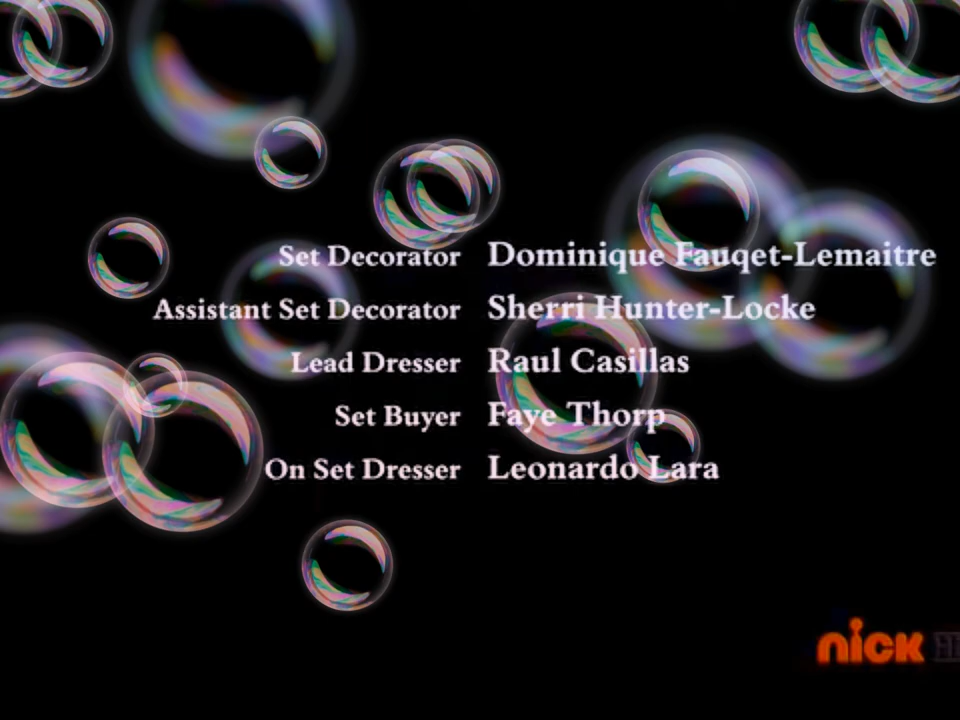 Set Decorator Dominique Fauqet-Lemaitre
Assistant Set Decorator Sherri Hunter-Locke
Lead Dresser Raul Casillas
Set Buyer Faye Thorp
On Set Dresser Leonardo Lara
nick